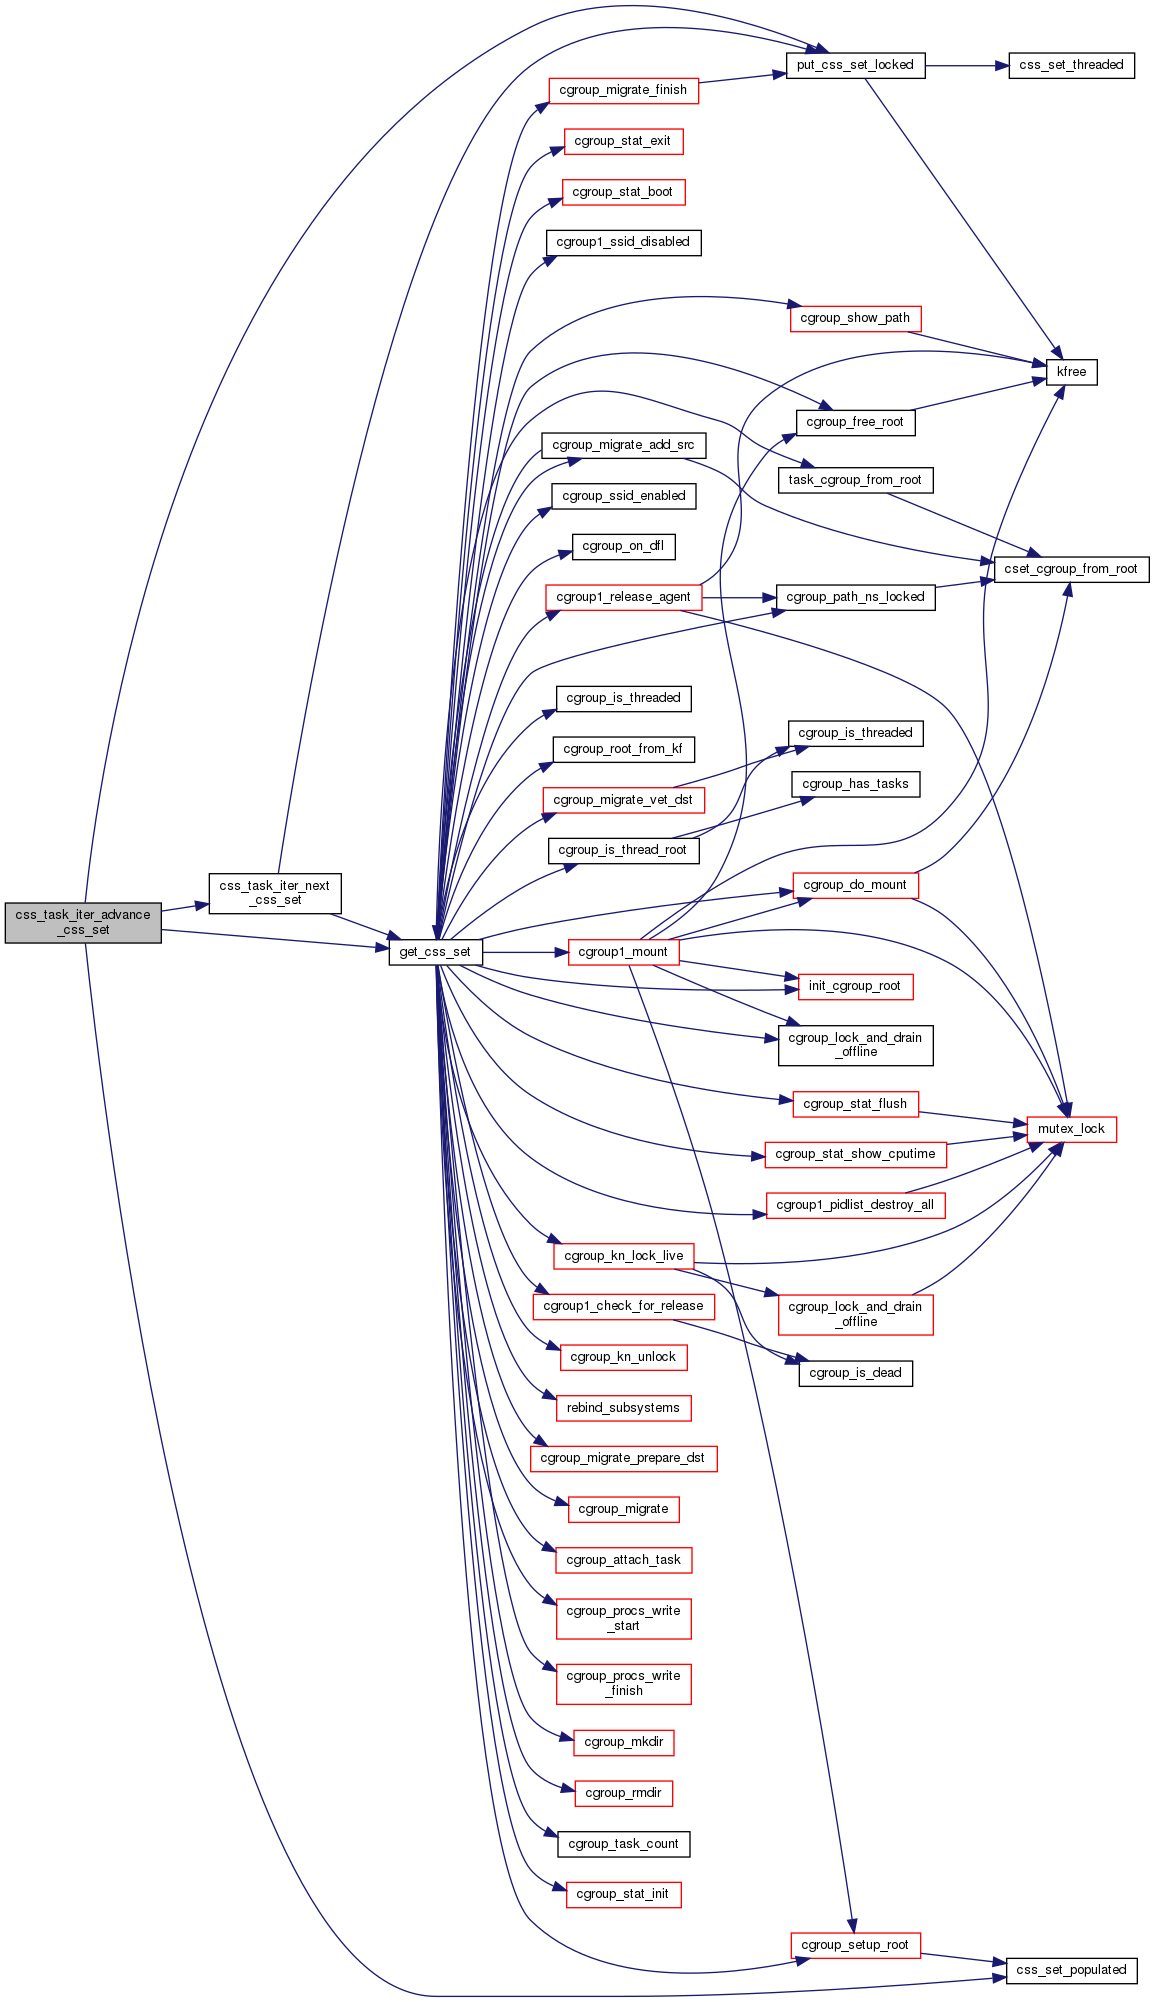 put_css_set_locked
css_set_threaded
cgroup_migrate_finish
cgroup_stat_exit
cgroup_stat_boot
cgroup1_ssid_disabled
cgroup_show_path
kfree
cgroup_free_root
cgroup_migrate_add_src
task_cgroup_from_root
cgroup_ssid_enabled
cgroup_on_dfl
cset_cgroup_from_root
cgroup1_release_agent
cgroup_path_ns_locked
cgroup_is_threaded
cgroup_is_threaded
cgroup_root_from_kf
cgroup_has_tasks
cgroup_migrate_vet_dst
cgroup_is_thread_root
css_task_iter_next
_css_set
cgroup_do_mount
css_task_iter_advance
_css_set
get_css_set
cgroup1_mount
init_cgroup_root
cgroup_lock_and_drain
_offline
cgroup_stat_flush
mutex_lock
cgroup_stat_show_cputime
cgroup1_pidlist_destroy_all
cgroup_kn_lock_live
cgroup1_check_for_release
cgroup_lock_and_drain
_offline
cgroup_kn_unlock
cgroup_is_dead
rebind_subsystems
cgroup_migrate_prepare_dst
cgroup_migrate
cgroup_attach_task
cgroup_procs_write
_start
cgroup_procs_write
_finish
cgroup_mkdir
cgroup_rmdir
cgroup_task_count
cgroup_stat_init
cgroup_setup_root
css_set_populated